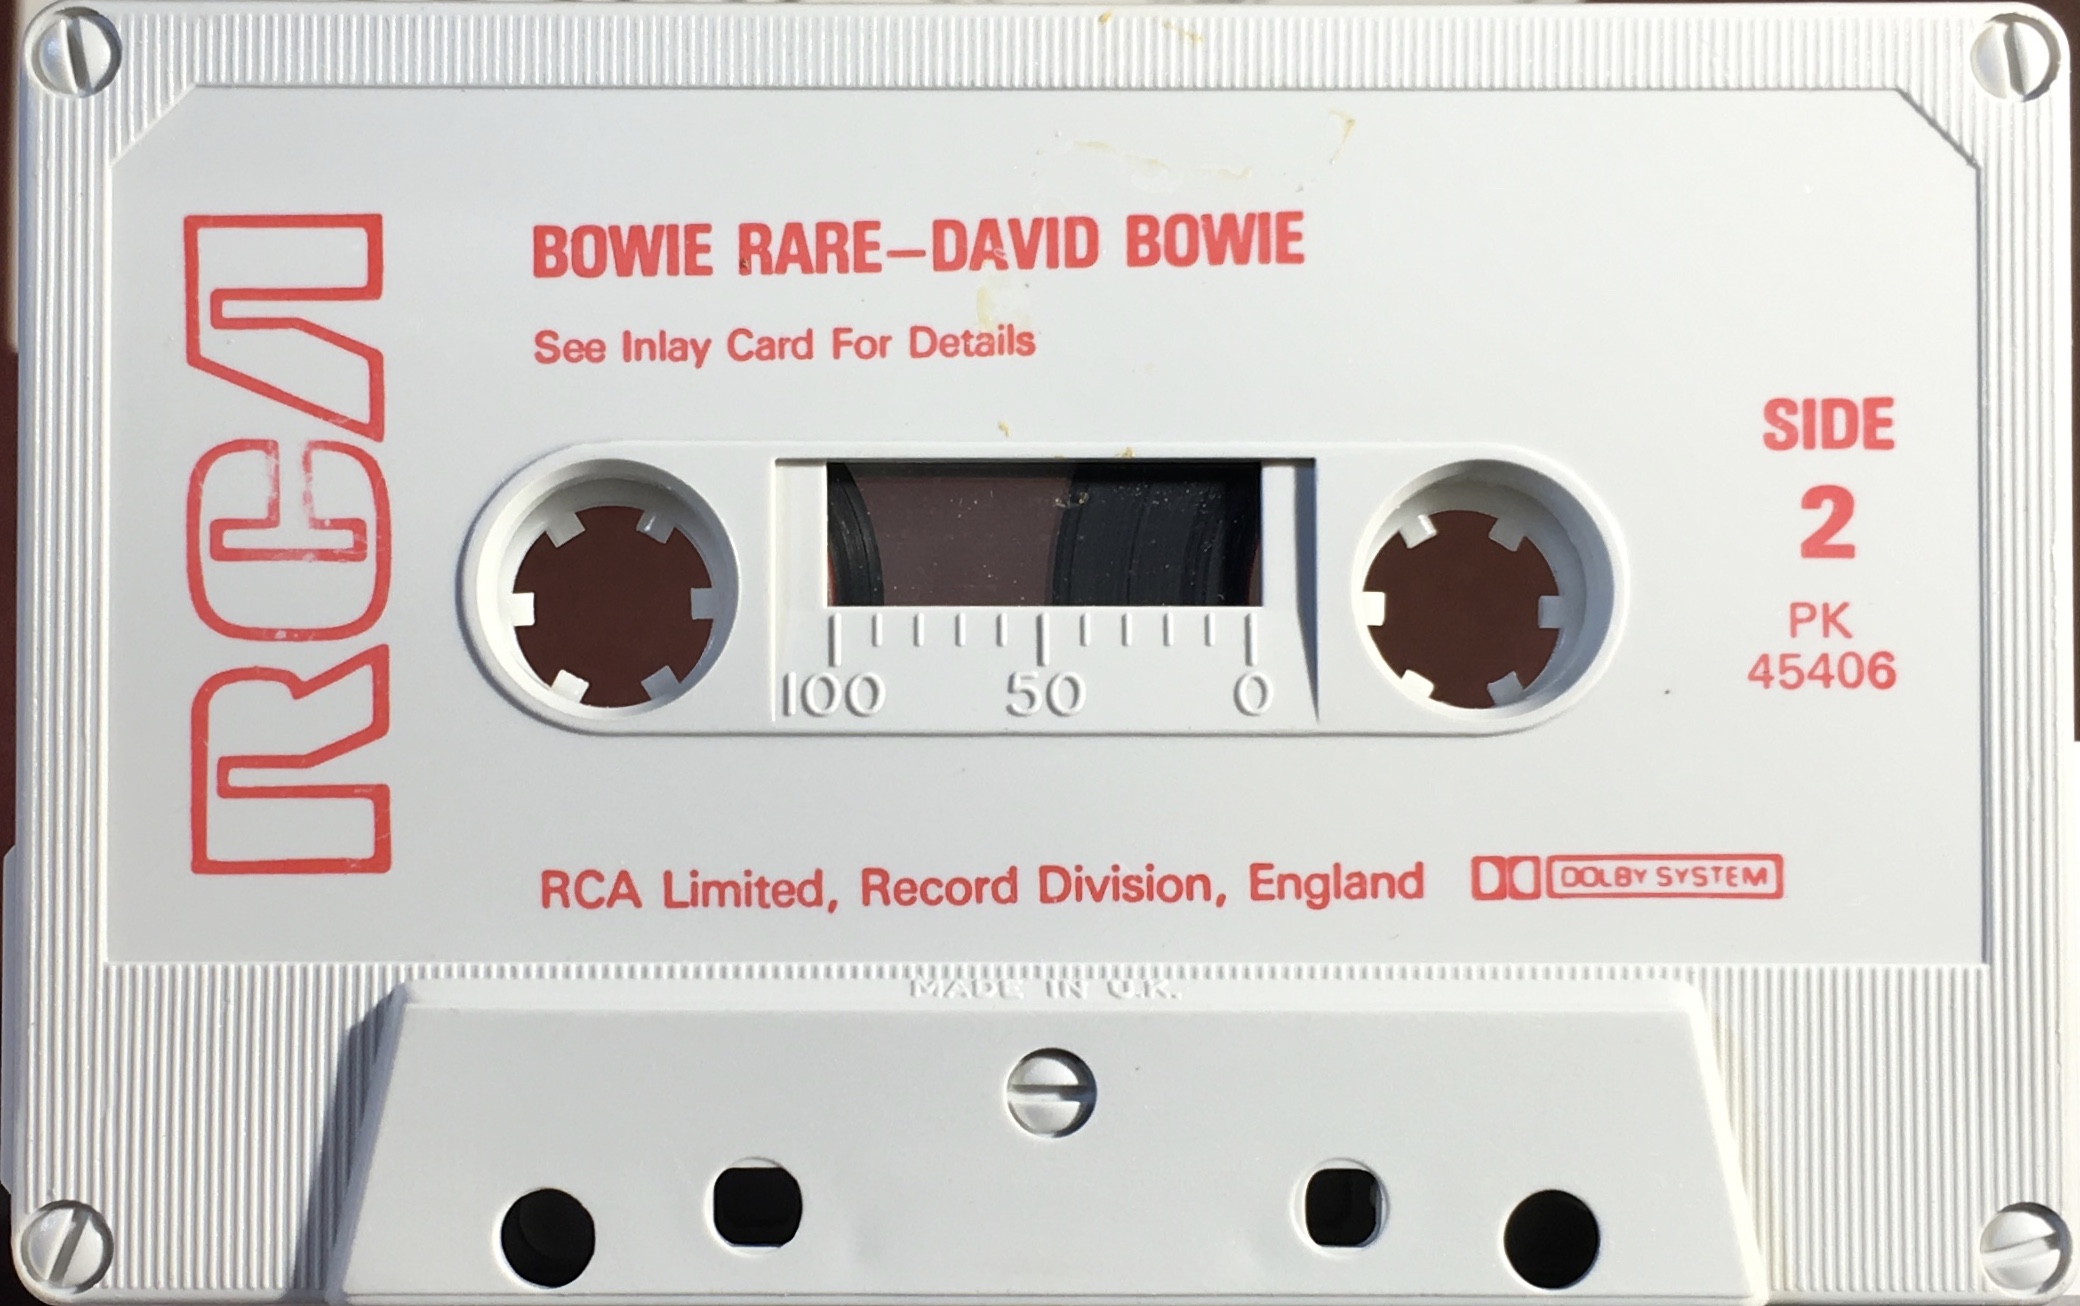 RCA
BOWIE RARE–DAVID BOWIE
See Inlay Card For Details
SIDE
2
PK
45406
100 50 0
RCA Limited, Record Division, England DOLBY SYSTEM
MADE IN U.K.